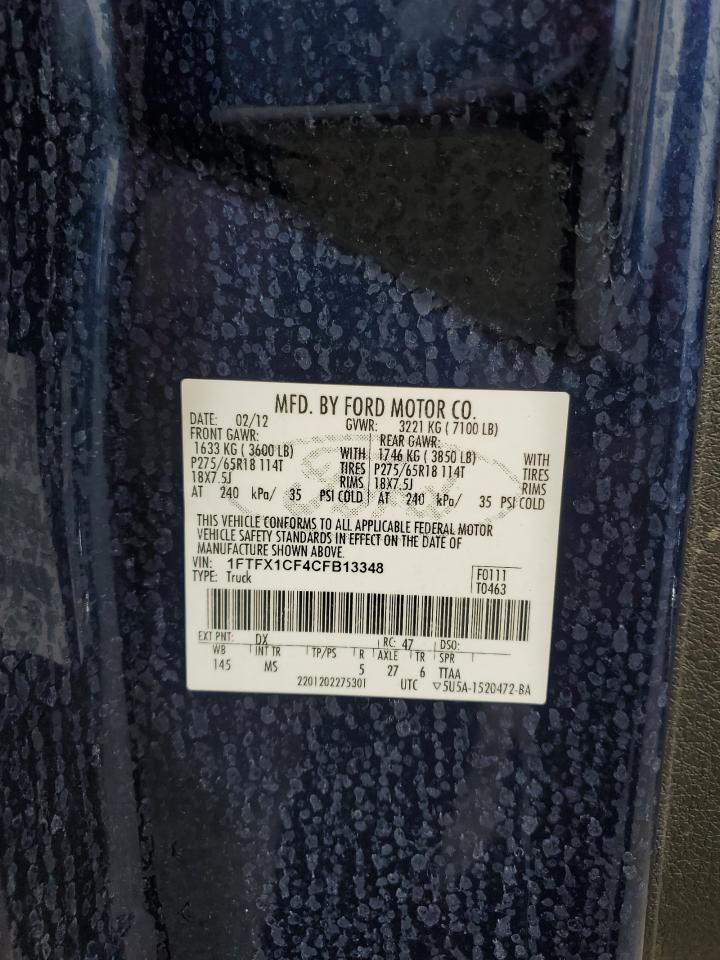 MFD. BY FORD MOTOR CO.
DATE: 02/12 GVWR: 3221 KG ( 7100 LB)
FRONT GAWR: REAR GAWR:
1633 KG ( 3600 LB) WITH 1746 KG ( 3850 LB) WITH
P275/65R18 114T TIRES P275/65R18 114T TIRES
18X7.5J RIMS 18X7.5J RIMS
AT 240 kPa/ 35 PSI COLD AT 240 kPa/ 35 PSI COLD
THIS VEHICLE CONFORMS TO ALL APPLICABLE FEDERAL MOTOR
VEHICLE SAFETY STANDARDS IN EFFECT ON THE DATE OF
MANUFACTURE SHOWN ABOVE.
VIN: 1FTFX1CF4CFB13348
TYPE: Truck
F0111
T0463
EXT PNT: DX RC: 47 DSO:
WB INT TR TP/PS R AXLE TR SPR
145 MS 5 27 6 TTAA
2201202275301 UTC ▽5U5A-1520472-BA